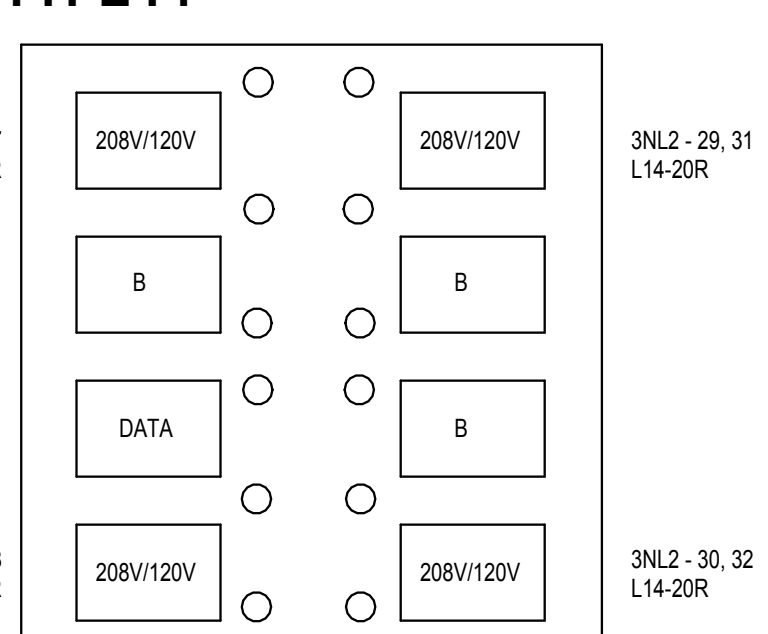 208V/120V
208V/120V
3NL2 - 29, 31
L14-20R
B
B
DATA
B
208V/120V
208V/120V
3NL2 - 30, 32
L14-20R